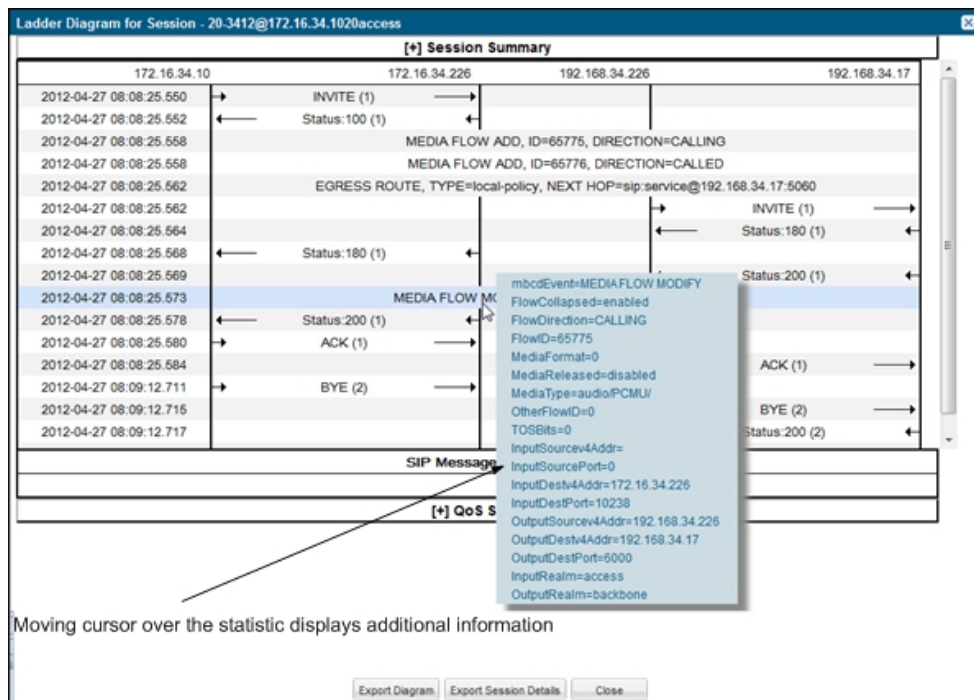 Ladder Diagram for Session - 20-3412@172.16.34.1020access
[+] Session Summary
172.16.34.10 172.16.34.226 192.168.34.226 192.168.34.17
2012-04-27 08:08:25.550 INVITE (1)
2012-04-27 08:08:25.552 Status:100 (1)
2012-04-27 08:08:25.558 MEDIA FLOW ADD, ID=65775, DIRECTION=CALLING
2012-04-27 08:08:25.558 MEDIA FLOW ADD, ID=65776, DIRECTION=CALLED
2012-04-27 08:08:25.562 EGRESS ROUTE, TYPE=local-policy, NEXT HOP=sip:service@192.168.34.17:5060
2012-04-27 08:08:25.562 INVITE (1)
2012-04-27 08:08:25.564 Status:180 (1)
2012-04-27 08:08:25.568 Status:180 (1)
2012-04-27 08:08:25.569 Status:200 (1)
2012-04-27 08:08:25.573 MEDIA FLOW
2012-04-27 08:08:25.578 Status:200 (1)
2012-04-27 08:08:25.580 ACK (1)
2012-04-27 08:08:25.584 ACK (1)
2012-04-27 08:09:12.711 BYE (2)
2012-04-27 08:09:12.715 BYE (2)
2012-04-27 08:09:12.717 Status:200 (2)
mbcdEvent=MEDIA FLOW MODIFY
FlowCollapsed=enabled
FlowDirection=CALLING
FlowID=65775
MediaFormat=0
MediaReleased=disabled
MediaType=audio/PCMU/
OtherFlowID=0
TOSBits=0
InputSourcev4Addr=
InputSourcePort=0
InputDestv4Addr=172.16.34.226
InputDestPort=10238
OutputSourcev4Addr=192.168.34.226
OutputDestv4Addr=192.168.34.17
OutputDestPort=6000
InputRealm=access
OutputRealm=backbone
SIP Message
[+] QoS S
Moving cursor over the statistic displays additional information
Export Diagram Export Session Details Close